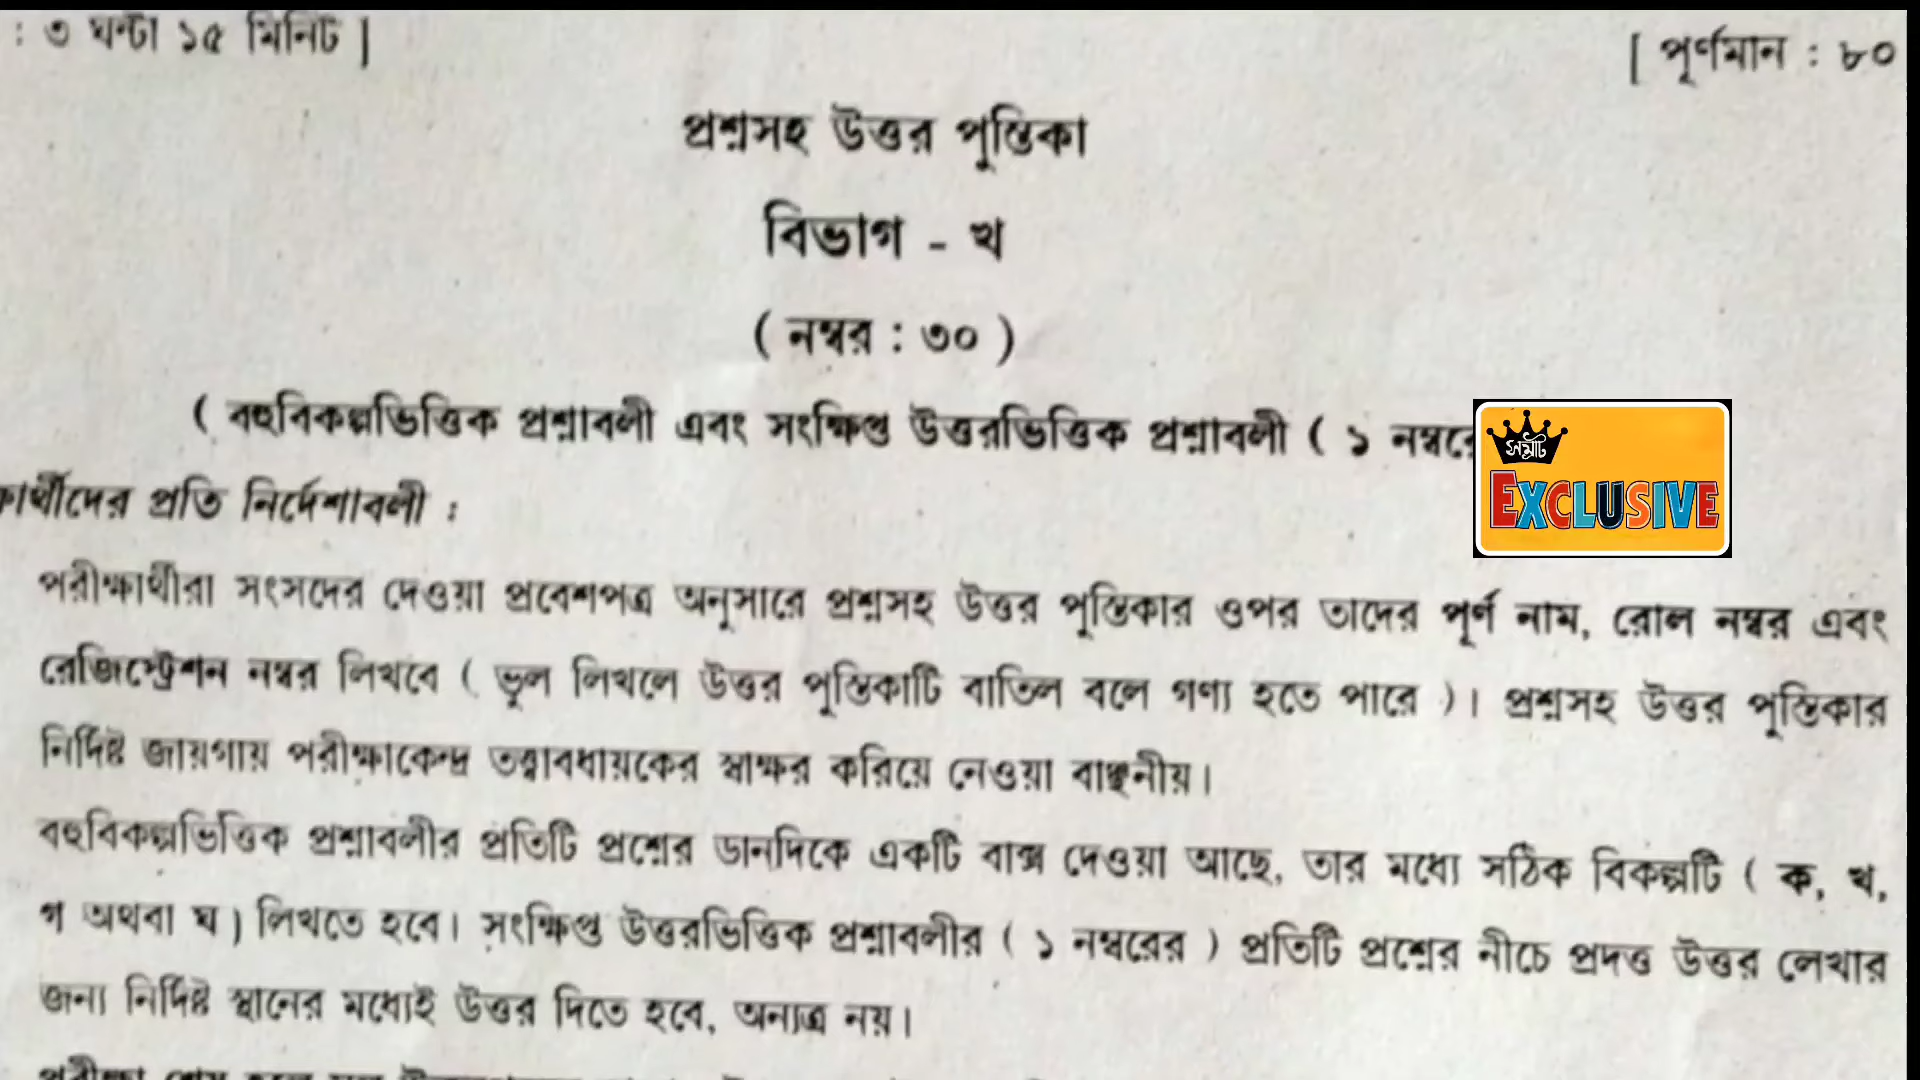 : ৩ ঘণ্টা ১৫ মিনিট ]
[ পূর্ণমান : ৮০
প্রশ্নসহ উত্তর পুস্তিকা
বিভাগ - খ
( নম্বর : ৩০ )
( বহুবিকল্পভিত্তিক প্রশ্নাবলী এবং সংক্ষিপ্ত উত্তরভিত্তিক প্রশ্নাবলী ( ১ নম্বরে
সম্রাট
EXCLUSIVE
কার্থীদের প্রতি নির্দেশাবলী :
পরীক্ষার্থীরা সংসদের দেওয়া প্রবেশপত্র অনুসারে প্রশ্নসহ উত্তর পুস্তিকার ওপর তাদের পূর্ণ নাম, রোল নম্বর এবং
রেজিস্ট্রেশন নম্বর লিখবে ( ভুল লিখলে উত্তর পুস্তিকাটি বাতিল বলে গণ্য হতে পারে )। প্রশ্নসহ উত্তর পুস্তিকার
নির্দিষ্ট জায়গায় পরীক্ষাকেন্দ্র তত্ত্বাবধায়কের স্বাক্ষর করিয়ে নেওয়া বাঞ্ছনীয়।
বহুবিকল্পভিত্তিক প্রশ্নাবলীর প্রতিটি প্রশ্নের ডানদিকে একটি বাক্স দেওয়া আছে, তার মধ্যে সঠিক বিকল্পটি ( ক, খ,
গ অথবা ঘ ) লিখতে হবে। সংক্ষিপ্ত উত্তরভিত্তিক প্রশ্নাবলীর ( ১ নম্বরের ) প্রতিটি প্রশ্নের নীচে প্রদত্ত উত্তর লেখার
জন্য নির্দিষ্ট স্থানের মধ্যেই উত্তর দিতে হবে, অন্যত্র নয়।